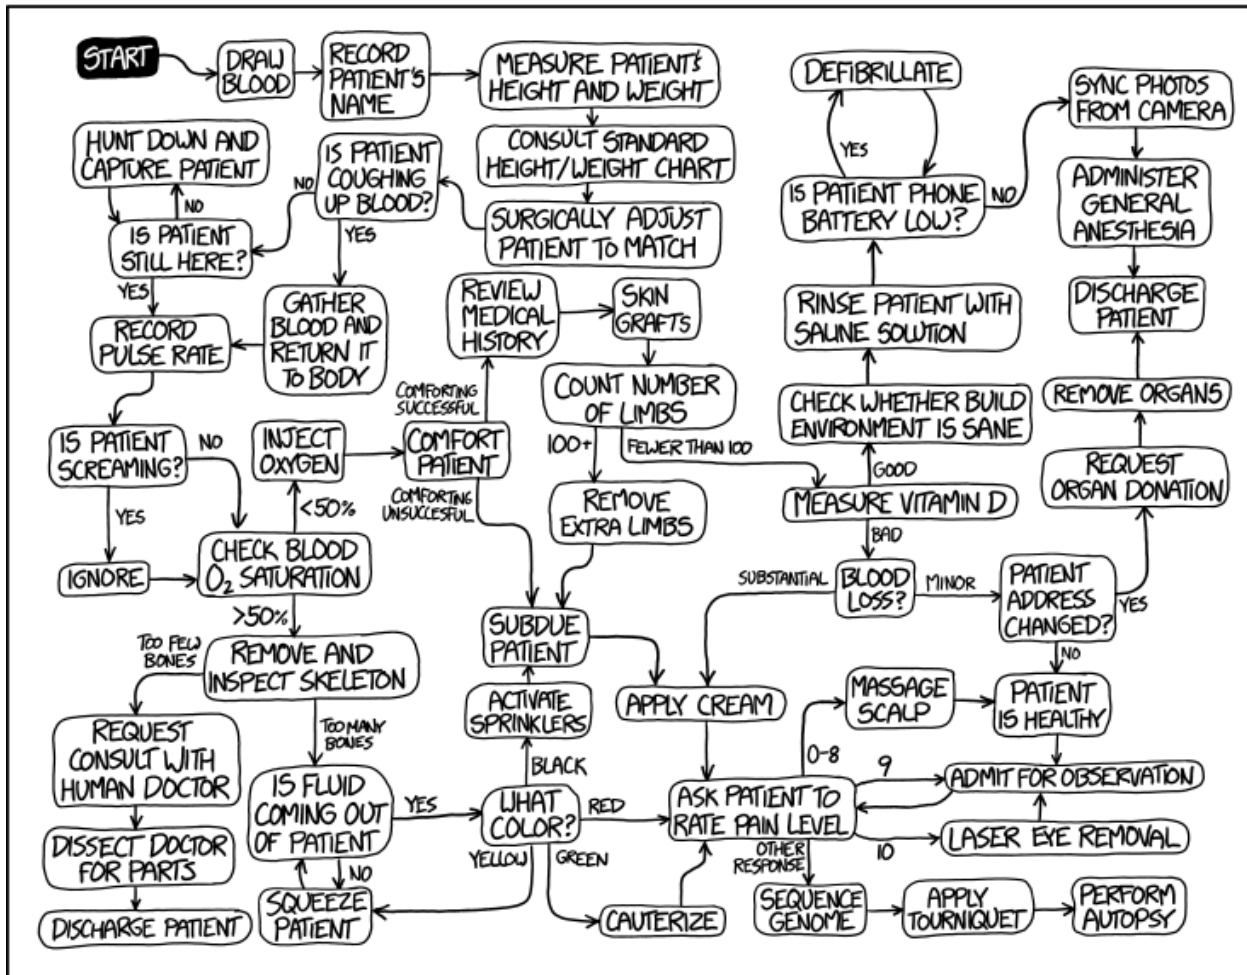 START
DRAW
BLOOD
RECORD
PATIENT'S
NAME
MEASURE PATIENT'S
HEIGHT AND WEIGHT
CONSULT STANDARD
HEIGHT/WEIGHT CHART
SURGICALLY ADJUST
PATIENT TO MATCH
IS PATIENT
COUGHING
UP BLOOD?
NO
YES
HUNT DOWN AND
CAPTURE PATIENT
NO
IS PATIENT
STILL HERE?
YES
GATHER
BLOOD AND
RETURN IT
TO BODY
RECORD
PULSE RATE
IS PATIENT
SCREAMING?
NO
YES
IGNORE
CHECK BLOOD
O2 SATURATION
<50%
INJECT
OXYGEN
COMFORT
PATIENT
COMFORTING
SUCCESSFUL
COMFORTING
UNSUCCESFUL
REVIEW
MEDICAL
HISTORY
SKIN
GRAFTS
COUNT NUMBER
OF LIMBS
100+
FEWER THAN 100
REMOVE
EXTRA LIMBS
>50%
REMOVE AND
INSPECT SKELETON
TOO FEW
BONES
REQUEST
CONSULT WITH
HUMAN DOCTOR
DISSECT DOCTOR
FOR PARTS
DISCHARGE PATIENT
TOO MANY
BONES
IS FLUID
COMING OUT
OF PATIENT
YES
NO
SQUEEZE
PATIENT
WHAT
COLOR?
BLACK
RED
YELLOW
GREEN
ACTIVATE
SPRINKLERS
SUBDUE
PATIENT
CAUTERIZE
APPLY CREAM
ASK PATIENT TO
RATE PAIN LEVEL
0-8
9
10
OTHER
RESPONSE
MASSAGE
SCALP
PATIENT
IS HEALTHY
ADMIT FOR OBSERVATION
LASER EYE REMOVAL
SEQUENCE
GENOME
APPLY
TOURNIQUET
PERFORM
AUTOPSY
MEASURE VITAMIN D
GOOD
BAD
BLOOD
LOSS?
SUBSTANTIAL
MINOR
PATIENT
ADDRESS
CHANGED?
YES
NO
REQUEST
ORGAN DONATION
REMOVE ORGANS
CHECK WHETHER BUILD
ENVIRONMENT IS SANE
RINSE PATIENT WITH
SALINE SOLUTION
IS PATIENT PHONE
BATTERY LOW?
YES
NO
DEFIBRILLATE
SYNC PHOTOS
FROM CAMERA
ADMINISTER
GENERAL
ANESTHESIA
DISCHARGE
PATIENT